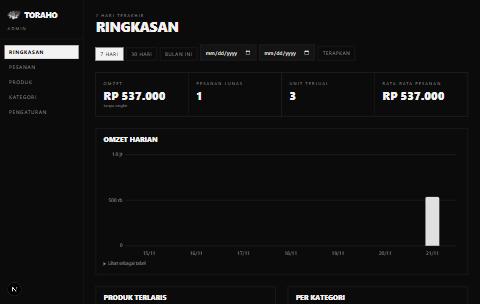 TORAHO
ADMIN
RINGKASAN
PESANAN
PRODUK
KATEGORI
PENGATURAN
7 HARI TERAKHIR
RINGKASAN
7 HARI
30 HARI
BULAN INI
mm/dd/yyyy
mm/dd/yyyy
TERAPKAN
OMZET
RP 537.000
tanpa ongkir
PESANAN LUNAS
1
UNIT TERJUAL
3
RATA RATA PESANAN
RP 537.000
OMZET HARIAN
1.0 jt
500 rb
0
15/11
16/11
17/11
18/11
19/11
20/11
21/11
Lihat sebagai tabel
PRODUK TERLARIS
PER KATEGORI
N